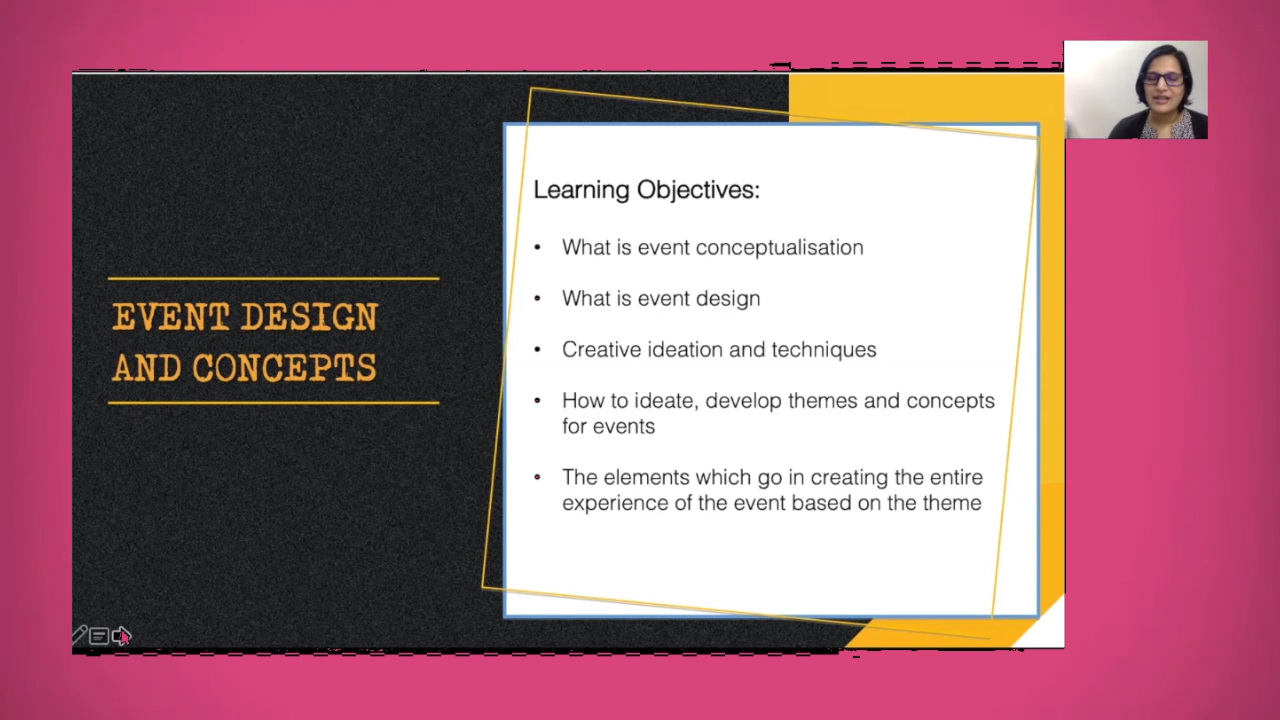 EVENT DESIGN
AND CONCEPTS
Learning Objectives:
• What is event conceptualisation
• What is event design
• Creative ideation and techniques
• How to ideate, develop themes and concepts
for events
• The elements which go in creating the entire
experience of the event based on the theme